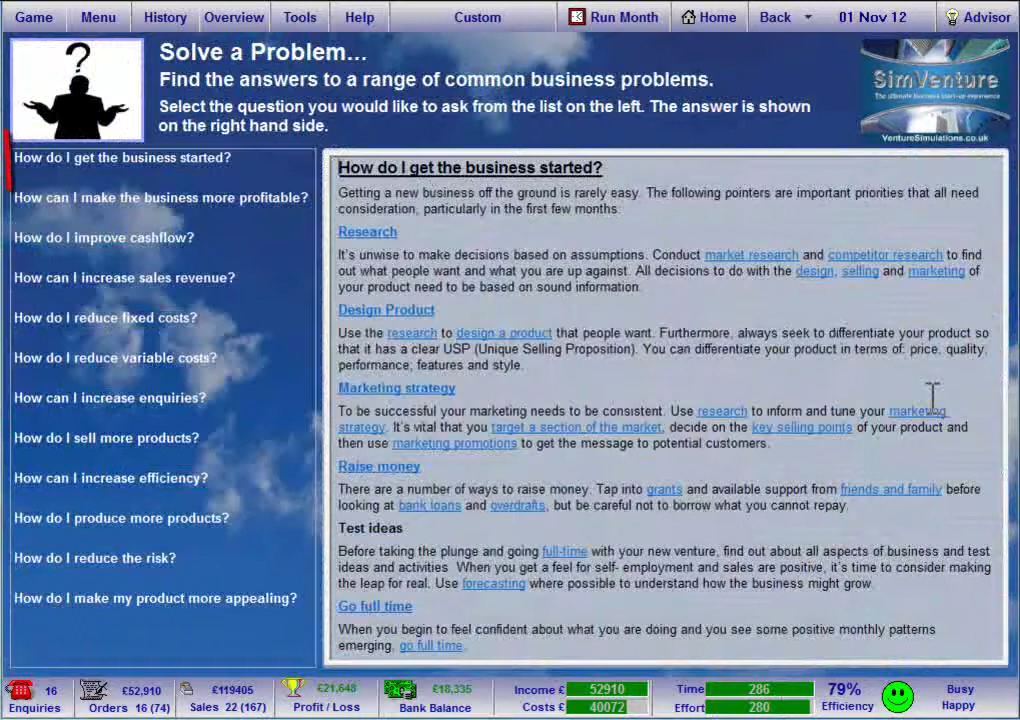 Game Menu History Overview Tools Help Custom Run Month Home Back 01 Nov 12 Advisor
?
Solve a Problem...
Find the answers to a range of common business problems.
Select the question you would like to ask from the list on the left. The answer is shown
on the right hand side.
SimVenture
The ultimate business start-up experience
VentureSimulations.co.uk
How do I get the business started?
How can I make the business more profitable?
How do I improve cashflow?
How can I increase sales revenue?
How do I reduce fixed costs?
How do I reduce variable costs?
How can I increase enquiries?
How do I sell more products?
How can I increase efficiency?
How do I produce more products?
How do I reduce the risk?
How do I make my product more appealing?
How do I get the business started?
Getting a new business off the ground is rarely easy. The following pointers are important priorities that all need
consideration, particularly in the first few months.
Research
It's unwise to make decisions based on assumptions. Conduct market research and competitor research to find
out what people want and what you are up against. All decisions to do with the design, selling and marketing of
your product need to be based on sound information.
Design Product
Use the research to design a product that people want. Furthermore, always seek to differentiate your product so
that it has a clear USP (Unique Selling Proposition). You can differentiate your product in terms of: price, quality,
performance, features and style.
Marketing strategy
To be successful your marketing needs to be consistent. Use research to inform and tune your marketing
strategy. It's vital that you target a section of the market, decide on the key selling points of your product and
then use marketing promotions to get the message to potential customers.
Raise money
There are a number of ways to raise money. Tap into grants and available support from friends and family before
looking at bank loans and overdrafts, but be careful not to borrow what you cannot repay.
Test ideas
Before taking the plunge and going full-time with your new venture, find out about all aspects of business and test
ideas and activities. When you get a feel for self- employment and sales are positive, it's time to consider making
the leap for real. Use forecasting where possible to understand how the business might grow.
Go full time
When you begin to feel confident about what you are doing and you see some positive monthly patterns
emerging, go full time.
16 £52,910 £119405 £21,648 £18,335 Income £ 52910 Time 286 79% Busy
Enquiries Orders 16 (74) Sales 22 (167) Profit / Loss Bank Balance Costs £ 40072 Effort 280 Efficiency Happy